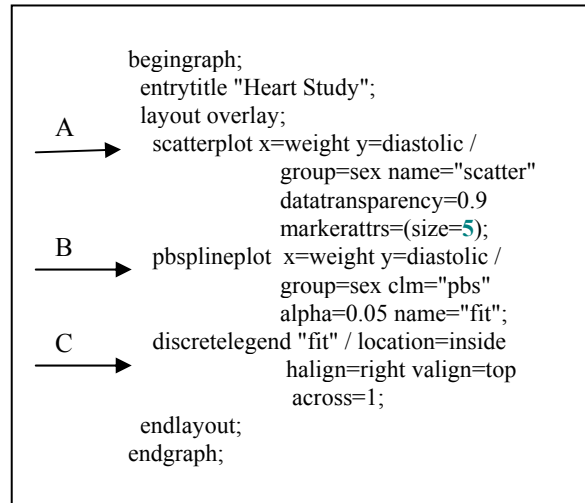 begingraph;
entrytitle "Heart Study";
layout overlay;
A
scatterplot x=weight y=diastolic /
group=sex name="scatter"
datatransparency=0.9
markerattrs=(size=5);
B
pbsplineplot x=weight y=diastolic /
group=sex clm="pbs"
alpha=0.05 name="fit";
C
discretelegend "fit" / location=inside
halign=right valign=top
across=1;
endlayout;
endgraph;